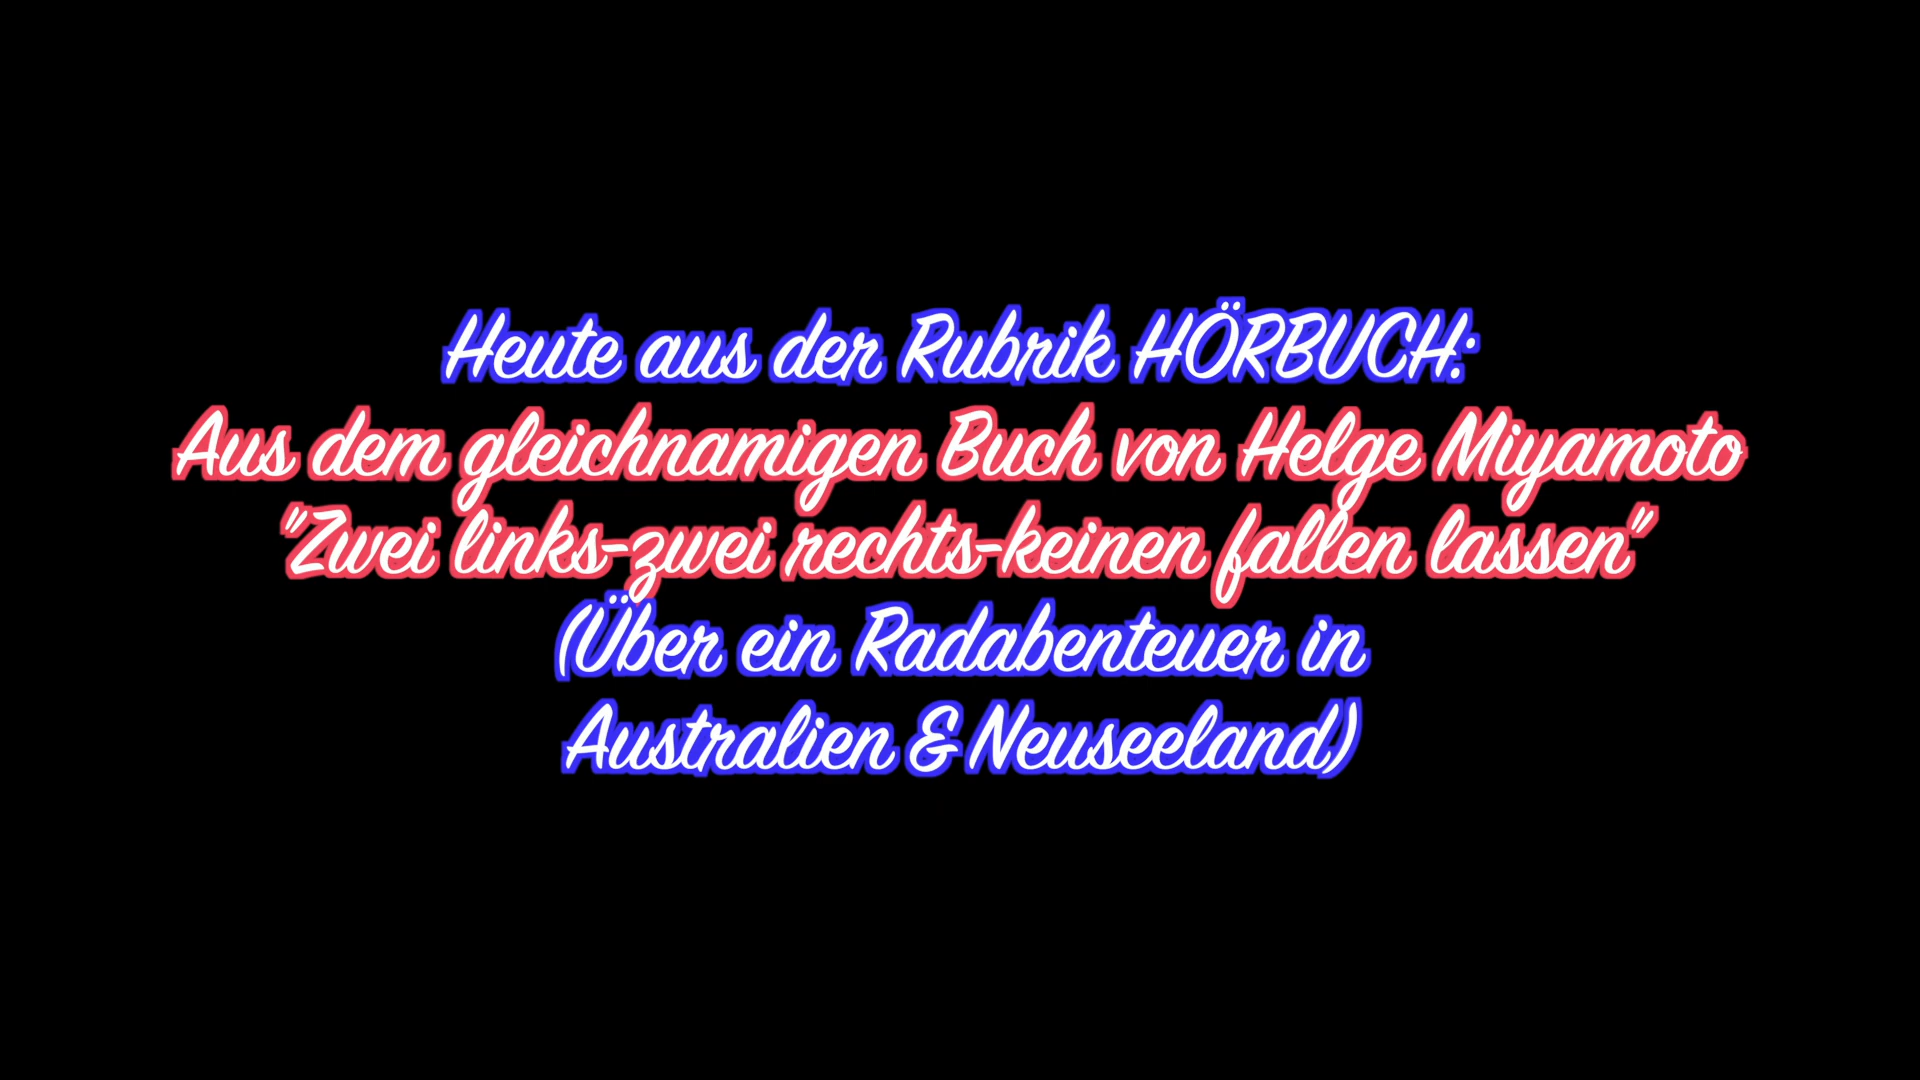 Heute aus der Rubrik HÖRBUCH:
Aus dem gleichnamigen Buch von Helge Miyamoto
"Zwei links-zwei rechts-keinen fallen lassen"
(Über ein Radabenteuer in
Australien & Neuseeland)